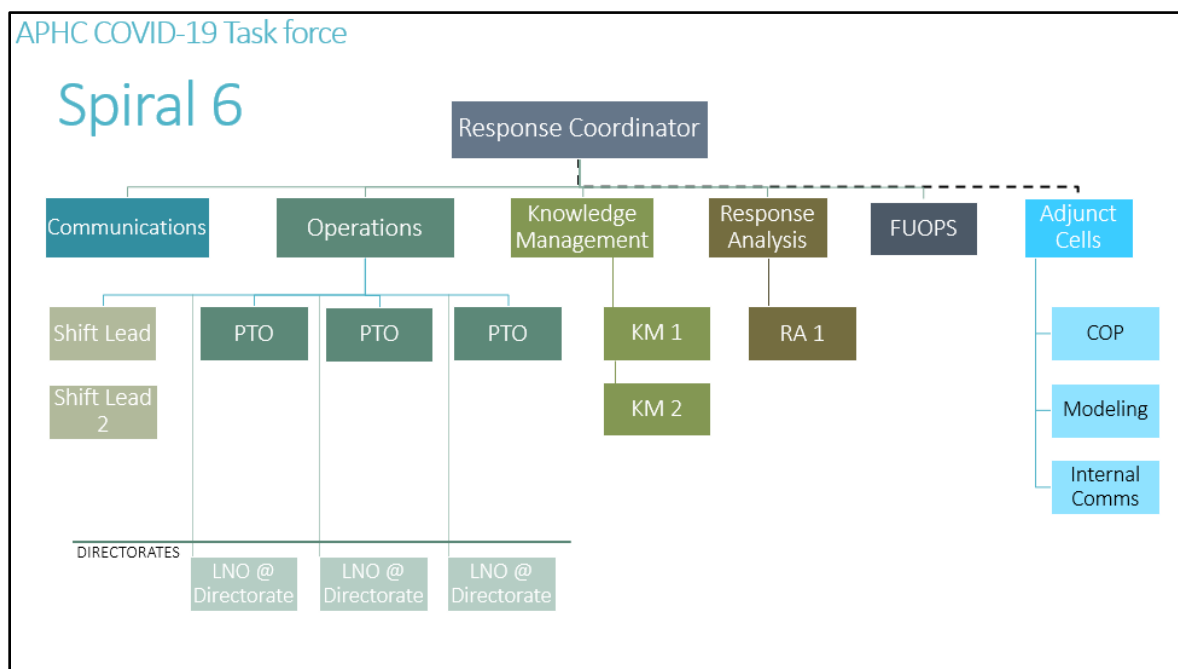 APHC COVID-19 Task force
Spiral 6
Response Coordinator
Communications
Operations
Knowledge
Management
Response
Analysis
FUOPS
Adjunct
Cells
Shift Lead
PTO
PTO
PTO
KM 1
RA 1
COP
Shift Lead
2
KM 2
Modeling
Internal
Comms
DIRECTORATES
LNO @
Directorate
LNO @
Directorate
LNO @
Directorate